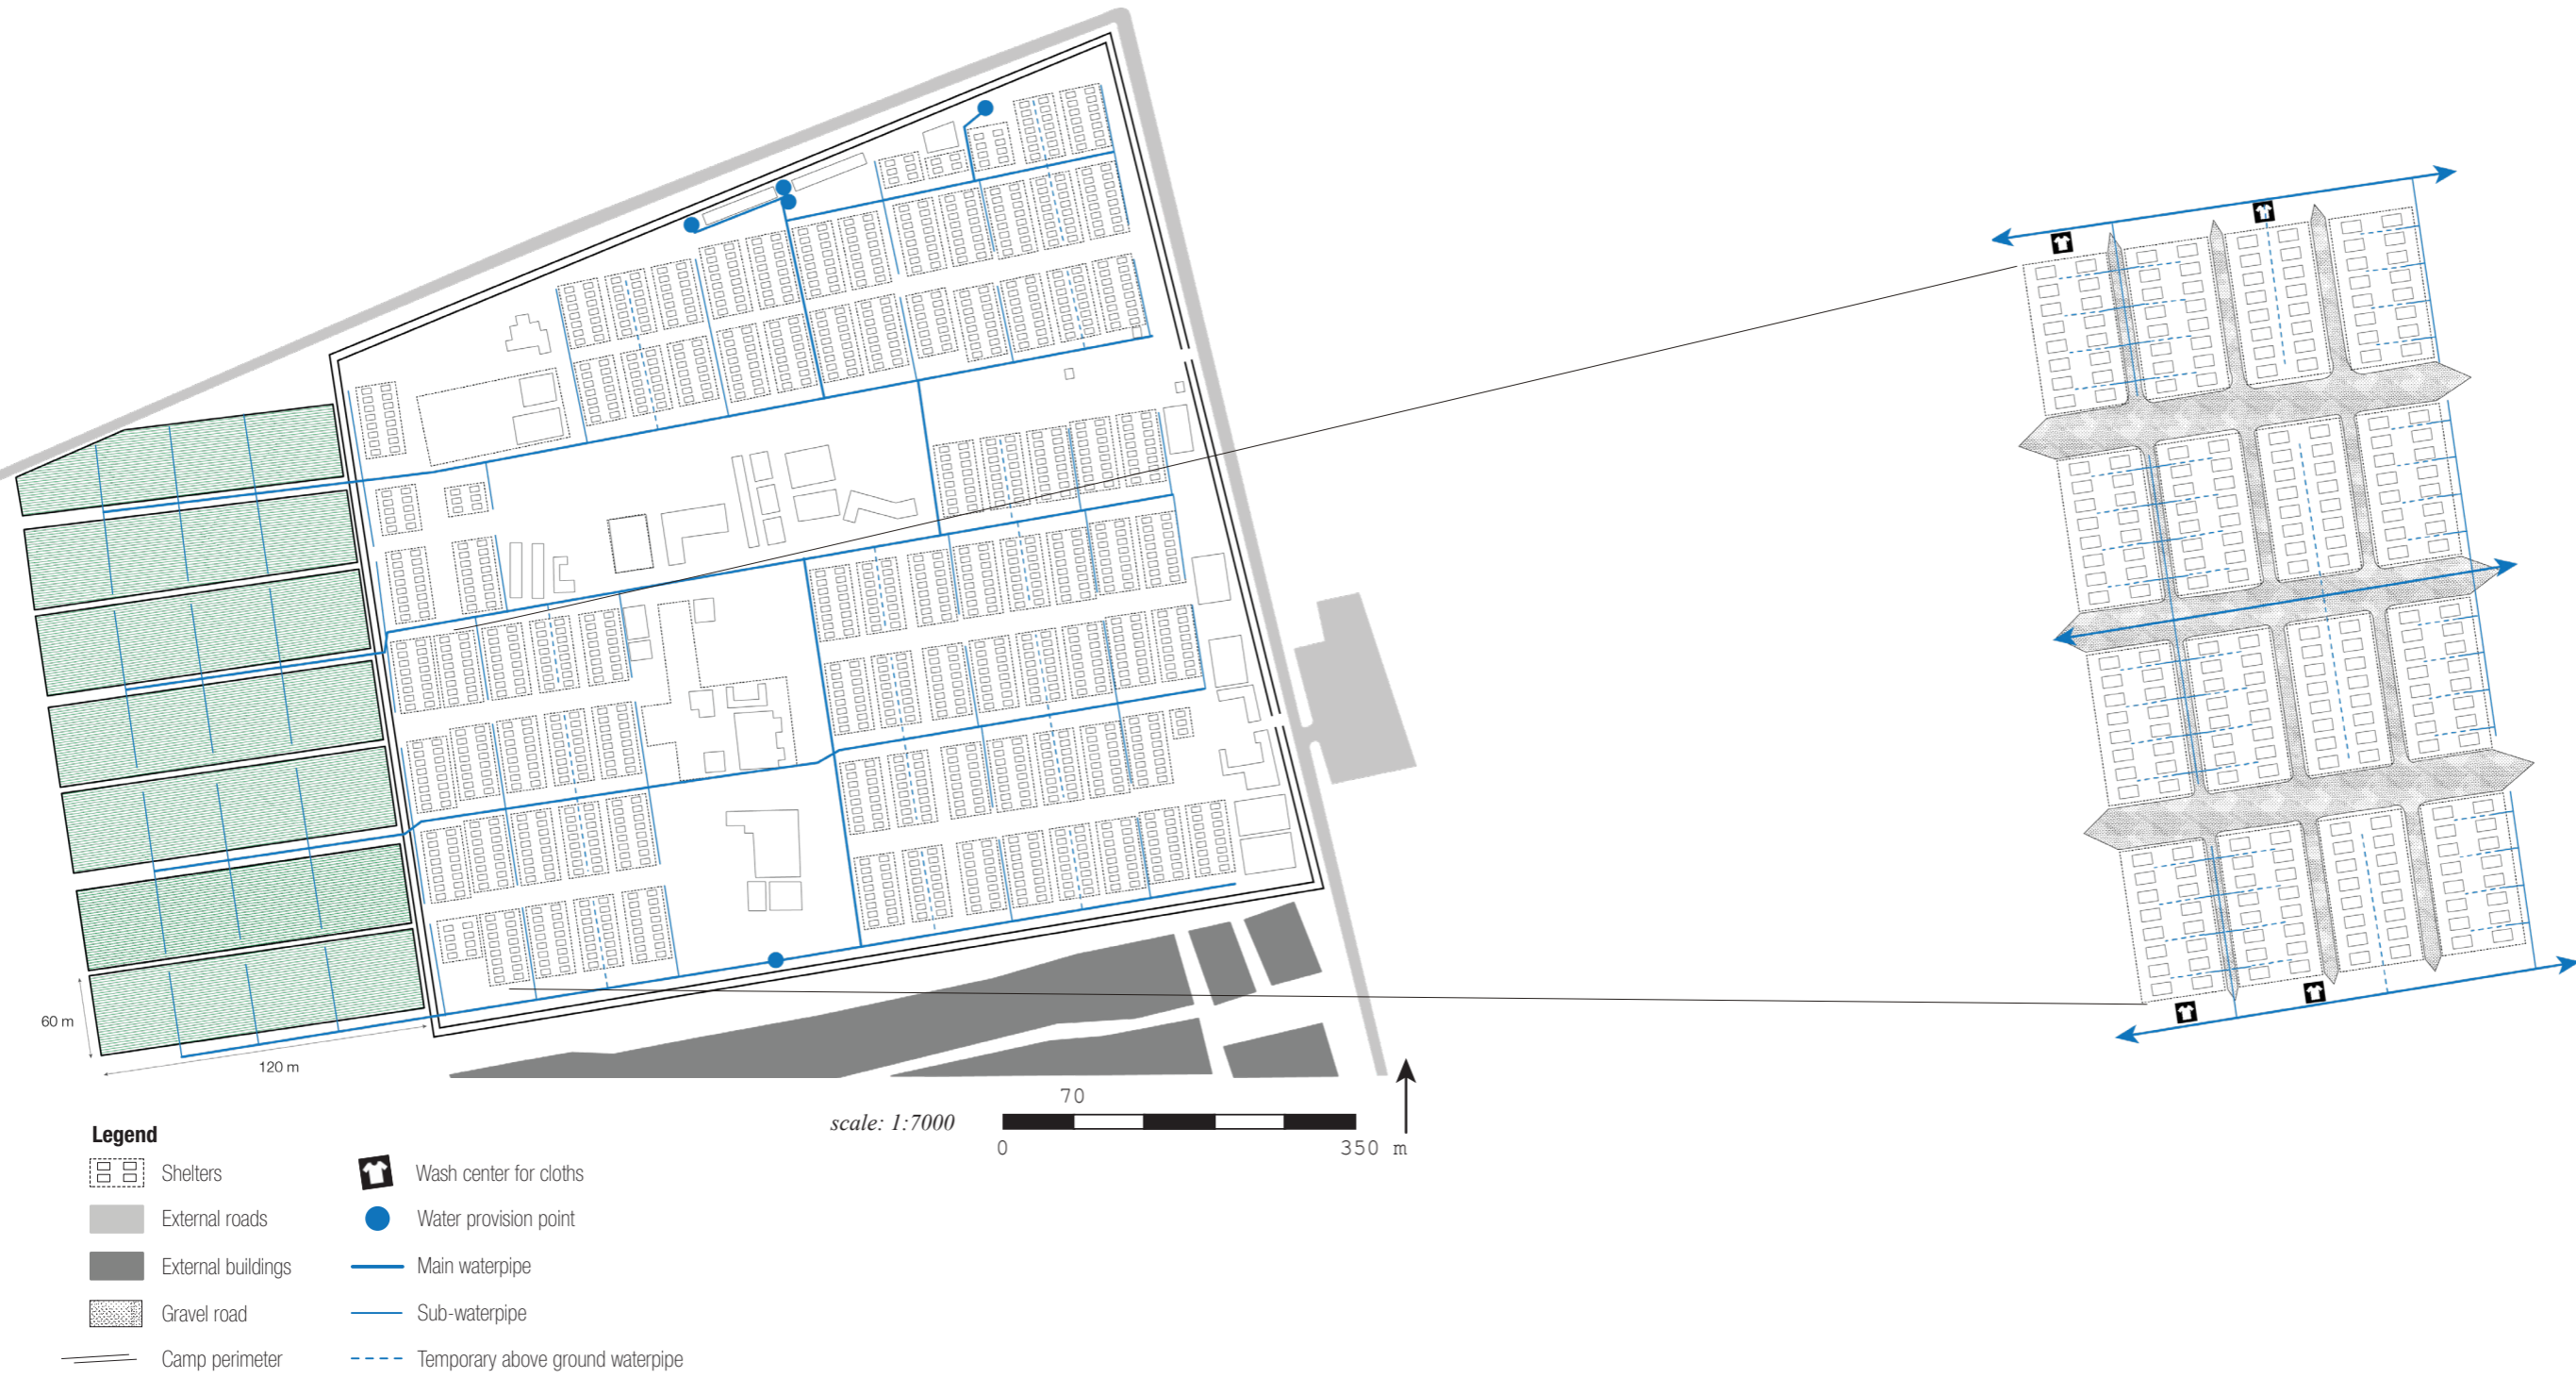 60 m
120 m
scale: 1:7000
70
0
350 m
Legend
Shelters
External roads
External buildings
Gravel road
Camp perimeter
Wash center for cloths
Water provision point
Main waterpipe
Sub-waterpipe
Temporary above ground waterpipe